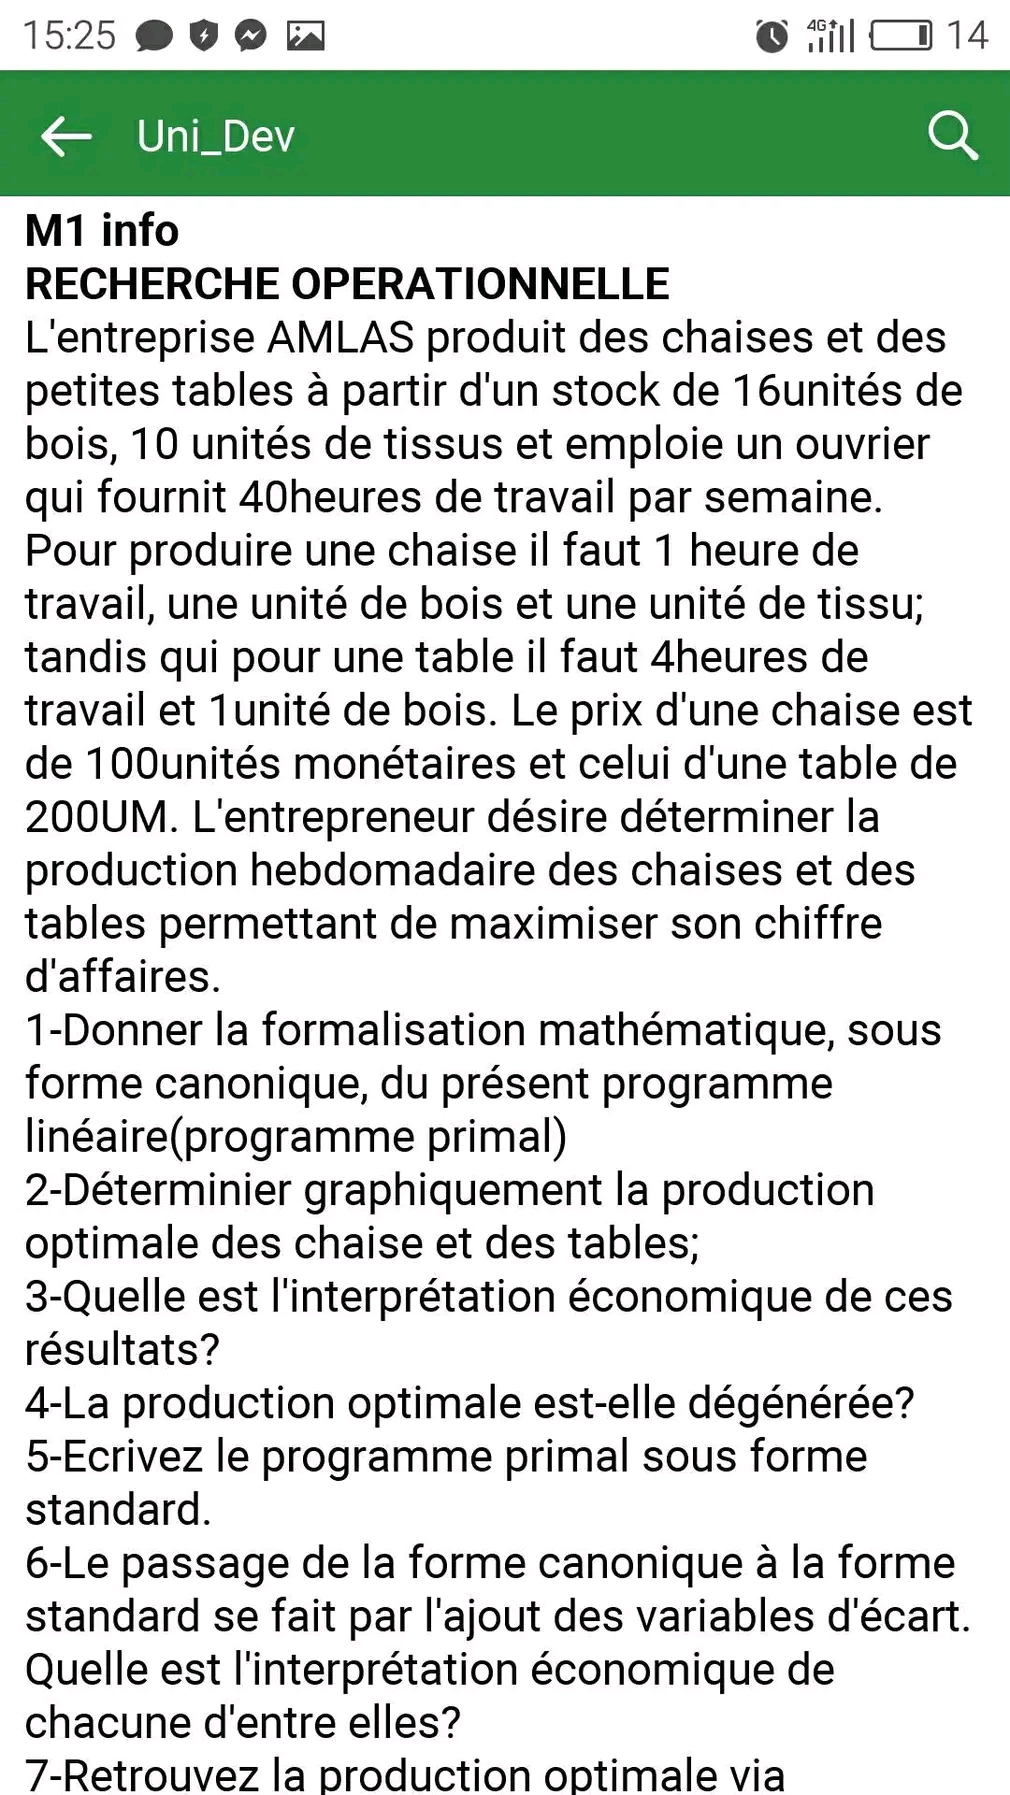 15:25
4G
14
Uni_Dev
M1 info
RECHERCHE OPERATIONNELLE
L'entreprise AMLAS produit des chaises et des
petites tables à partir d'un stock de 16unités de
bois, 10 unités de tissus et emploie un ouvrier
qui fournit 40heures de travail par semaine.
Pour produire une chaise il faut 1 heure de
travail, une unité de bois et une unité de tissu;
tandis qui pour une table il faut 4heures de
travail et 1unité de bois. Le prix d'une chaise est
de 100unités monétaires et celui d'une table de
200UM. L'entrepreneur désire déterminer la
production hebdomadaire des chaises et des
tables permettant de maximiser son chiffre
d'affaires.
1-Donner la formalisation mathématique, sous
forme canonique, du présent programme
linéaire(programme primal)
2-Déterminier graphiquement la production
optimale des chaise et des tables;
3-Quelle est l'interprétation économique de ces
résultats?
4-La production optimale est-elle dégénérée?
5-Ecrivez le programme primal sous forme
standard.
6-Le passage de la forme canonique à la forme
standard se fait par l'ajout des variables d'écart.
Quelle est l'interprétation économique de
chacune d'entre elles?
7-Retrouvez la production optimale via